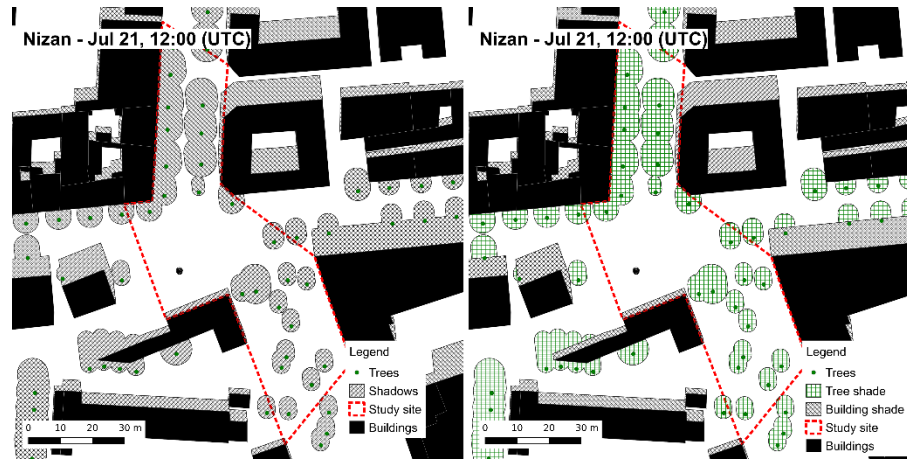 Nizan - Jul 21, 12:00 (UTC)
Legend
Trees
Shadows
Study site
Buildings
0 10 20 30 m
Nizan - Jul 21, 12:00 (UTC)
Legend
Trees
Tree shade
Building shade
Study site
Buildings
0 10 20 30 m